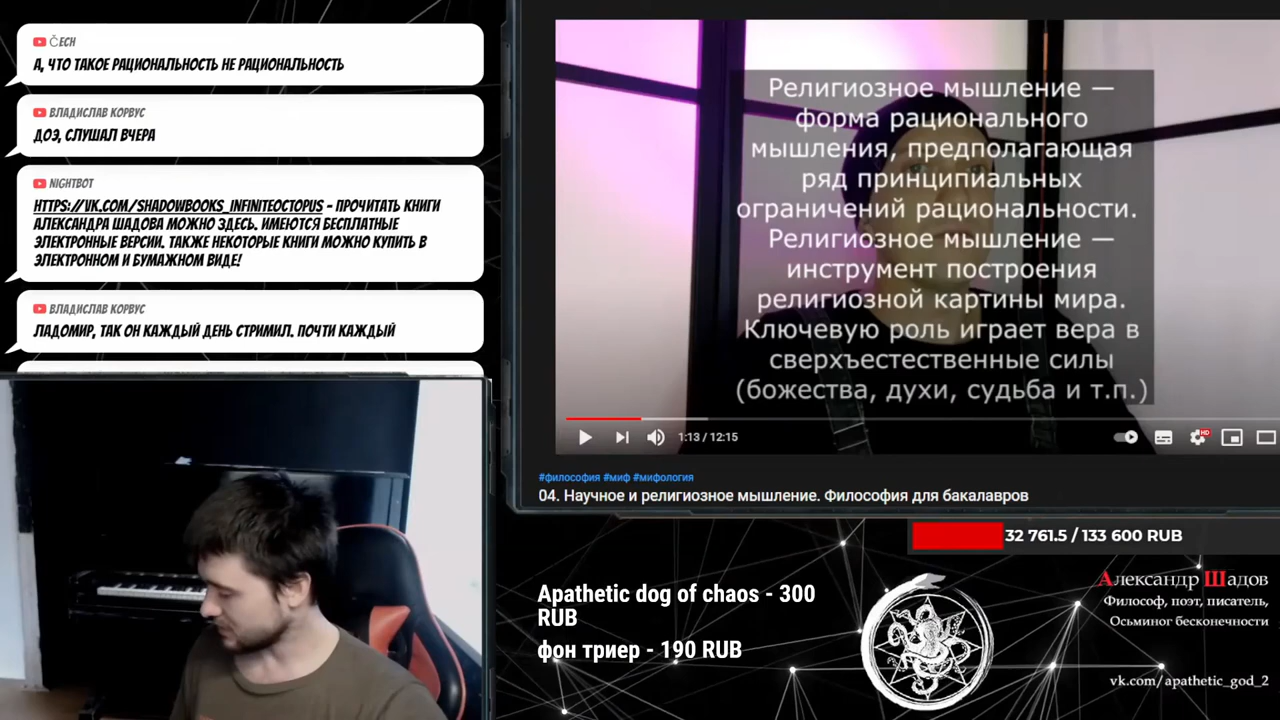 ČECH
А, ЧТО ТАКОЕ РАЦИОНАЛЬНОСТЬ НЕ РАЦИОНАЛЬНОСТЬ
ВЛАДИСЛАВ КОРВУС
ДОЭ, СЛУШАЛ ВЧЕРА
NIGHTBOT
HTTPS://VK.COM/SHADOWBOOKS_INFINITEOCTOPUS - ПРОЧИТАТЬ КНИГИ
АЛЕКСАНДРА ШАДОВА МОЖНО ЗДЕСЬ. ИМЕЮТСЯ БЕСПЛАТНЫЕ
ЭЛЕКТРОННЫЕ ВЕРСИИ. ТАКЖЕ НЕКОТОРЫЕ КНИГИ МОЖНО КУПИТЬ В
ЭЛЕКТРОННОМ И БУМАЖНОМ ВИДЕ!
ВЛАДИСЛАВ КОРВУС
ЛАДОМИР, ТАК ОН КАЖДЫЙ ДЕНЬ СТРИМИЛ. ПОЧТИ КАЖДЫЙ
Религиозное мышление —
форма рационального
мышления, предполагающая
ряд принципиальных
ограничений рациональности.
Религиозное мышление —
инструмент построения
религиозной картины мира.
Ключевую роль играет вера в
сверхъестественные силы
(божества, духи, судьба и т.п.)
1:13 / 12:15
HD
#философия #миф #мифология
04. Научное и религиозное мышление. Философия для бакалавров
32 761.5 / 133 600 RUB
Apathetic dog of chaos - 300
RUB
фон триер - 190 RUB
Александр Шадов
Философ, поэт, писатель,
Осьминог бесконечности
vk.com/apathetic_god_2